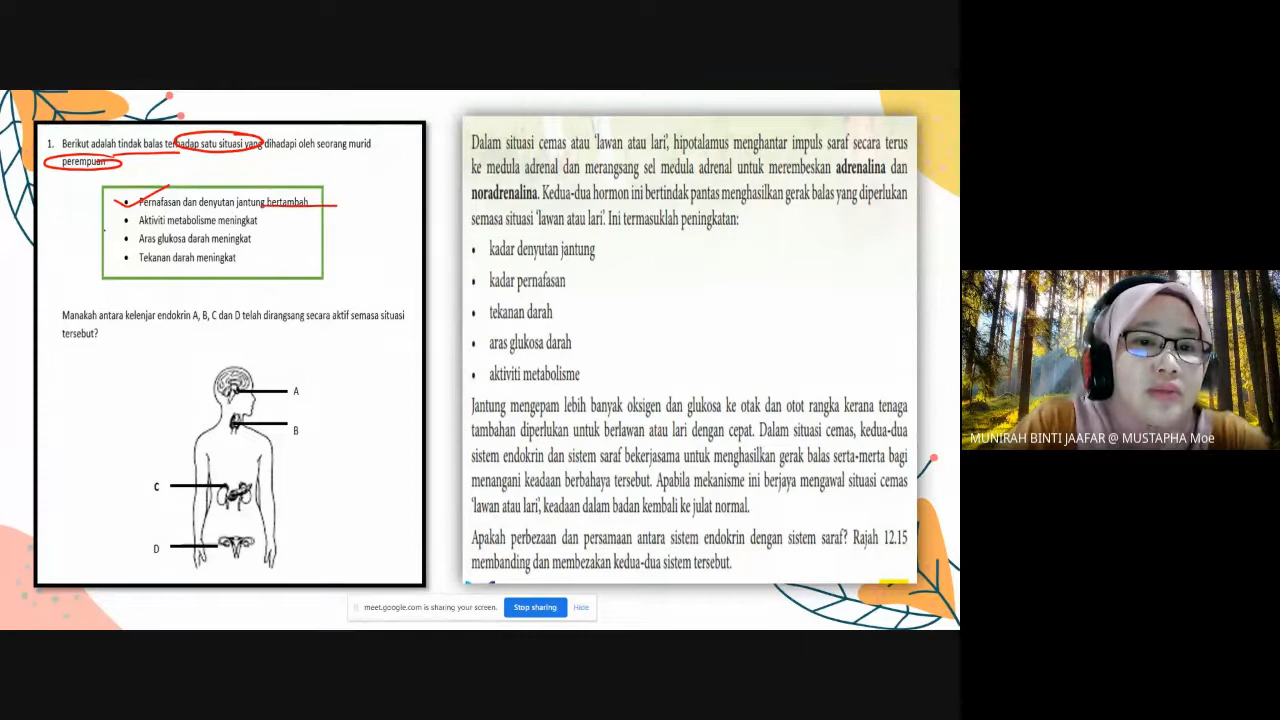 1. Berikut adalah tindak balas terhadap satu situasi yang dihadapi oleh seorang murid
perempuan
• Pernafasan dan denyutan jantung bertambah
• Aktiviti metabolisme meningkat
• Aras glukosa darah meningkat
• Tekanan darah meningkat
Manakah antara kelenjar endokrin A, B, C dan D telah dirangsang secara aktif semasa situasi
tersebut?
A
B
C
D
Dalam situasi cemas atau 'lawan atau lari', hipotalamus menghantar impuls saraf secara terus
ke medula adrenal dan merangsang sel medula adrenal untuk merembeskan adrenalina dan
noradrenalina. Kedua-dua hormon ini bertindak pantas menghasilkan gerak balas yang diperlukan
semasa situasi 'lawan atau lari'. Ini termasuklah peningkatan:
• kadar denyutan jantung
• kadar pernafasan
• tekanan darah
• aras glukosa darah
• aktiviti metabolisme
Jantung mengepam lebih banyak oksigen dan glukosa ke otak dan otot rangka kerana tenaga
tambahan diperlukan untuk berlawan atau lari dengan cepat. Dalam situasi cemas, kedua-dua
sistem endokrin dan sistem saraf bekerjasama untuk menghasilkan gerak balas serta-merta bagi
menangani keadaan berbahaya tersebut. Apabila mekanisme ini berjaya mengawal situasi cemas
'lawan atau lari', keadaan dalam badan kembali ke julat normal.
Apakah perbezaan dan persamaan antara sistem endokrin dengan sistem saraf? Rajah 12.15
membanding dan membezakan kedua-dua sistem tersebut.
meet.google.com is sharing your screen.
Stop sharing
Hide
MUNIRAH BINTI JAAFAR @ MUSTAPHA Moe